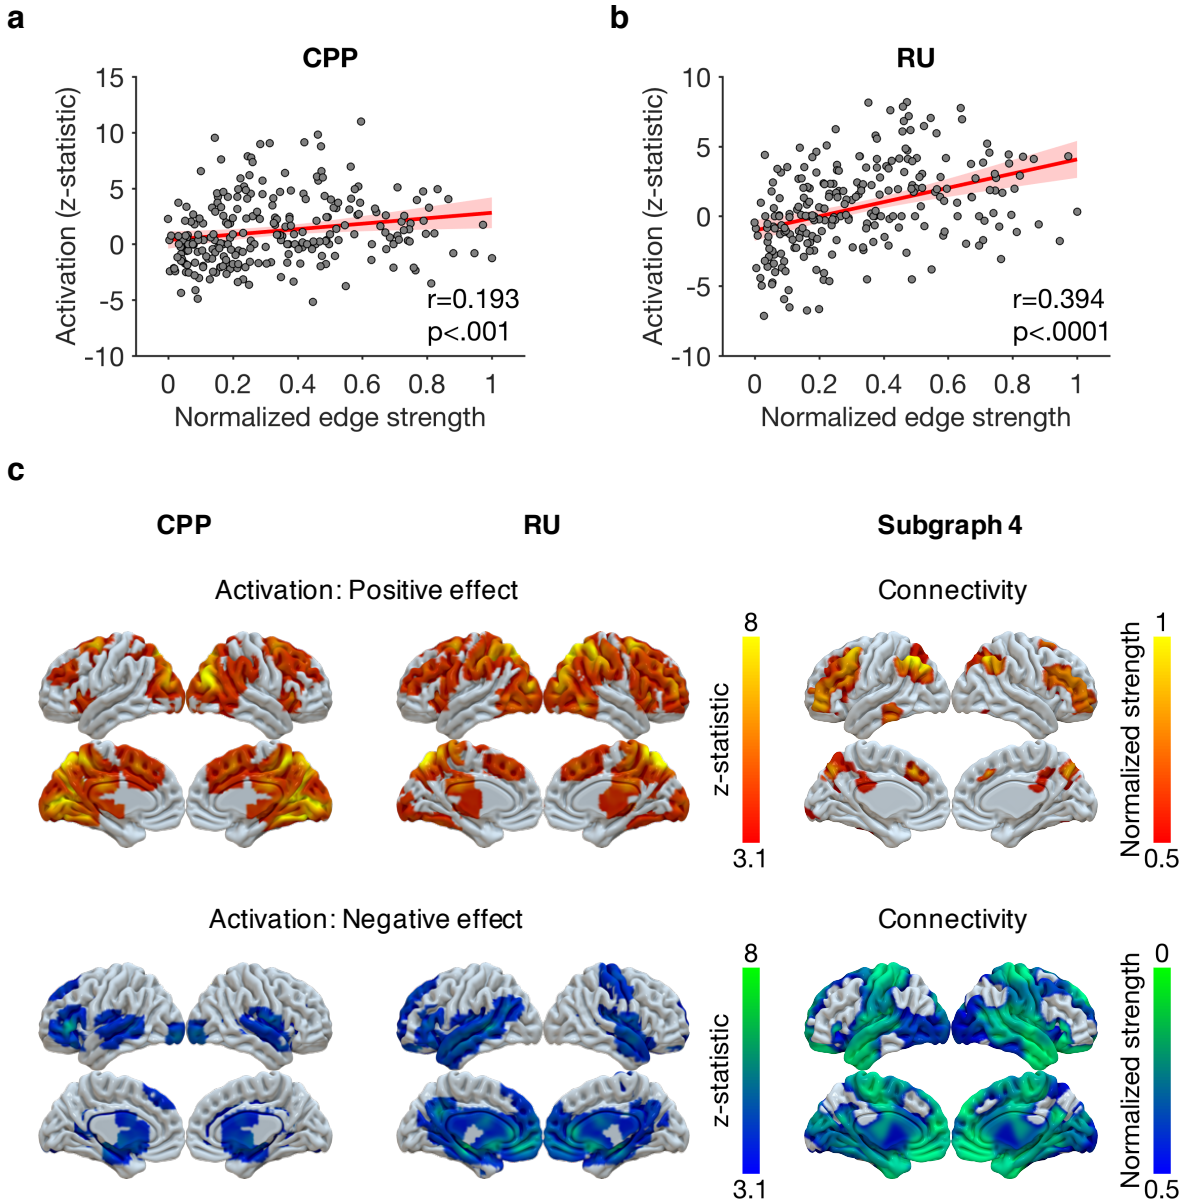 a
CPP
15
10
5
0
-5
-10
Activation (z-statistic)
r=0.193
p<.001
0 0.2 0.4 0.6 0.8 1
Normalized edge strength
b
RU
10
5
0
-5
-10
Activation (z-statistic)
r=0.394
p<.0001
0 0.2 0.4 0.6 0.8 1
Normalized edge strength
c
CPP RU Subgraph 4
Activation: Positive effect Connectivity
8
z-statistic
3.1
1
Normalized strength
0.5
Activation: Negative effect Connectivity
8
z-statistic
3.1
0
Normalized strength
0.5